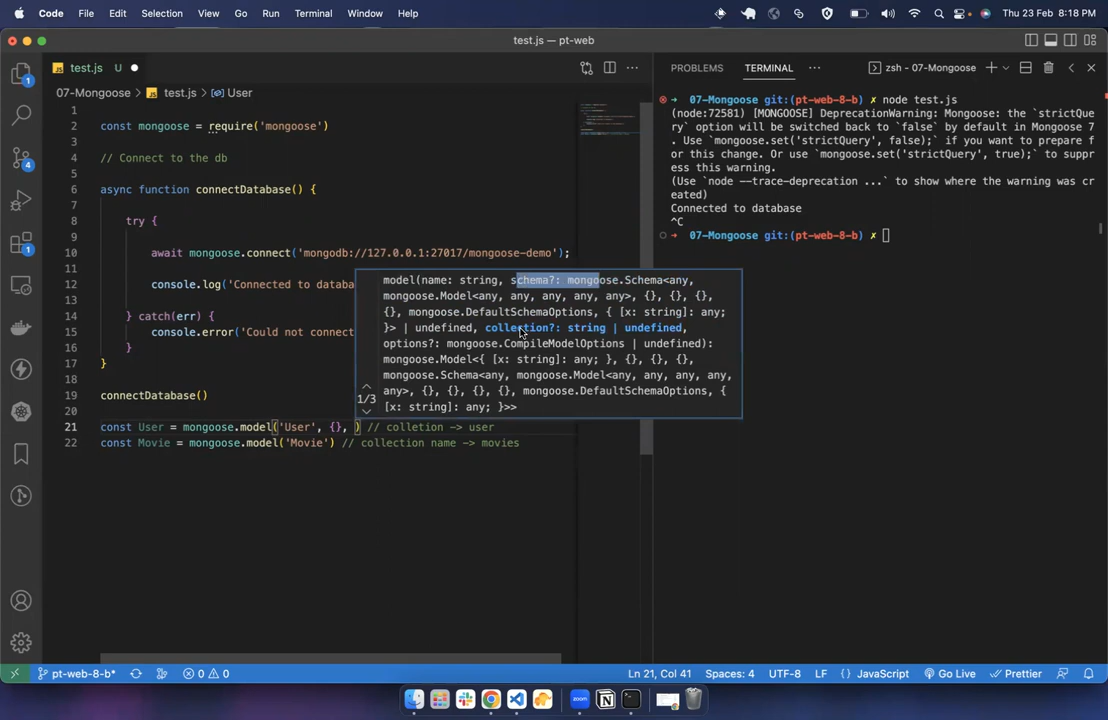 Code File Edit Selection View Go Run Terminal Window Help Thu 23 Feb 8:18 PM
test.js — pt-web
test.js U
PROBLEMS TERMINAL ··· zsh - 07-Mongoose
07-Mongoose > test.js > User
1
2 const mongoose = require('mongoose')
3
4 // Connect to the db
5
6 async function connectDatabase() {
7
8 try {
9
10 await mongoose.connect('mongodb://127.0.0.1:27017/mongoose-demo');
11
12 console.log('Connected to databa
13
14 } catch(err) {
15 console.error('Could not connect
16 }
17 }
18
19 connectDatabase()
20
21 const User = mongoose.model('User', {}, ) // colletion -> user
22 const Movie = mongoose.model('Movie') // collection name -> movies
model(name: string, schema?: mongoose.Schema<any,
mongoose.Model<any, any, any, any, any>, {}, {}, {},
{}, mongoose.DefaultSchemaOptions, { [x: string]: any;
}> | undefined, collection?: string | undefined,
options?: mongoose.CompileModelOptions | undefined):
mongoose.Model<{ [x: string]: any; }, {}, {}, {},
mongoose.Schema<any, mongoose.Model<any, any, any, any,
any>, {}, {}, {}, {}, mongoose.DefaultSchemaOptions, {
[x: string]: any; }>>
1/3
→ 07-Mongoose git:(pt-web-8-b) ✗ node test.js
(node:72581) [MONGOOSE] DeprecationWarning: Mongoose: the `strictQue
ry` option will be switched back to `false` by default in Mongoose 7
. Use `mongoose.set('strictQuery', false);` if you want to prepare f
or this change. Or use `mongoose.set('strictQuery', true);` to suppr
ess this warning.
(Use `node --trace-deprecation ...` to show where the warning was cr
eated)
Connected to database
^C
→ 07-Mongoose git:(pt-web-8-b) ✗
1
4
1
pt-web-8-b* 0 0 Ln 21, Col 41 Spaces: 4 UTF-8 LF {} JavaScript Go Live Prettier
zoom